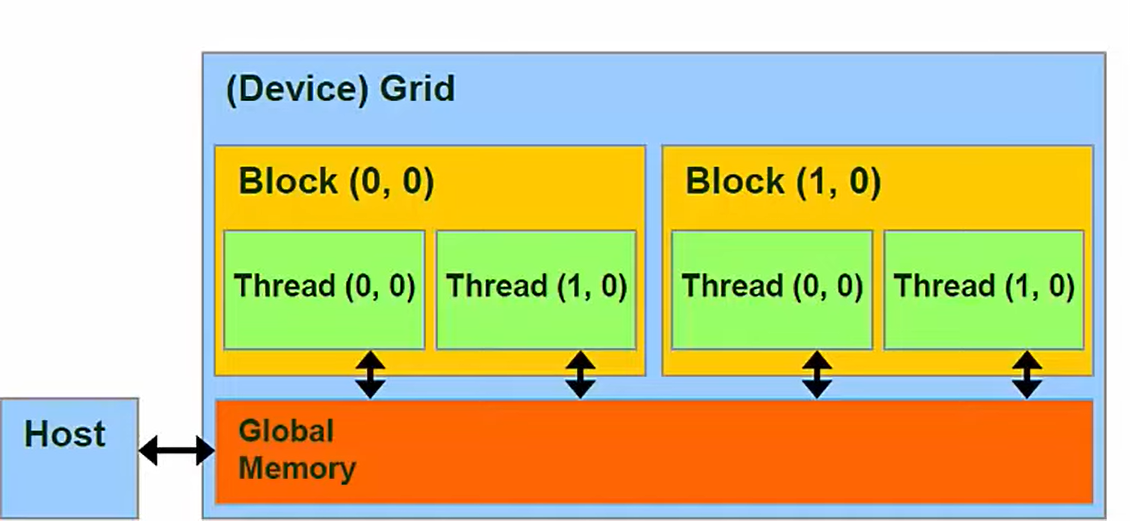 (Device) Grid
Block (0, 0)
Block (1, 0)
Thread (0, 0)
Thread (1, 0)
Thread (0, 0)
Thread (1, 0)
Host
Global
Memory